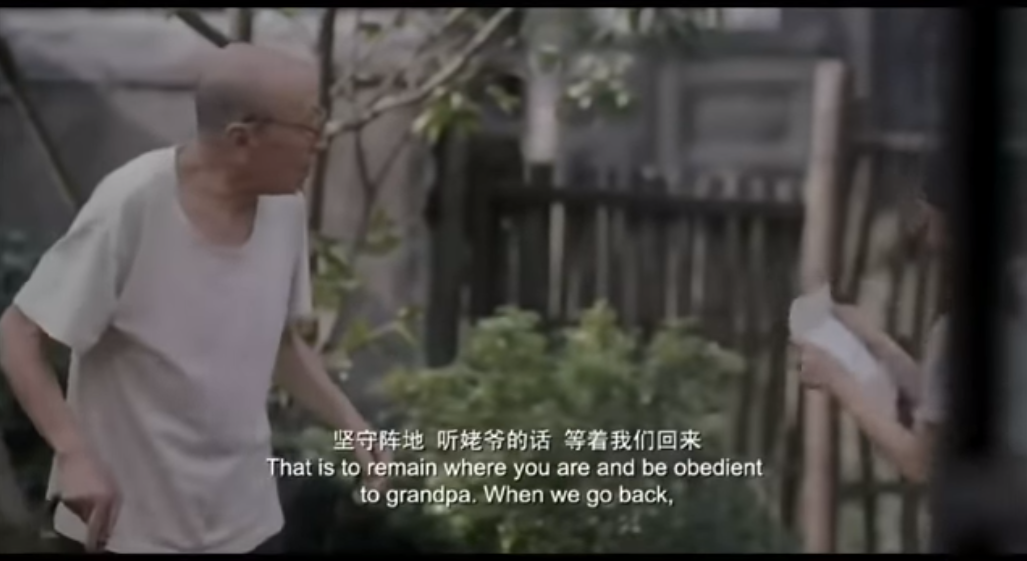 坚守阵地 听姥爷的话 等着我们回来
That is to remain where you are and be obedient
to grandpa. When we go back,